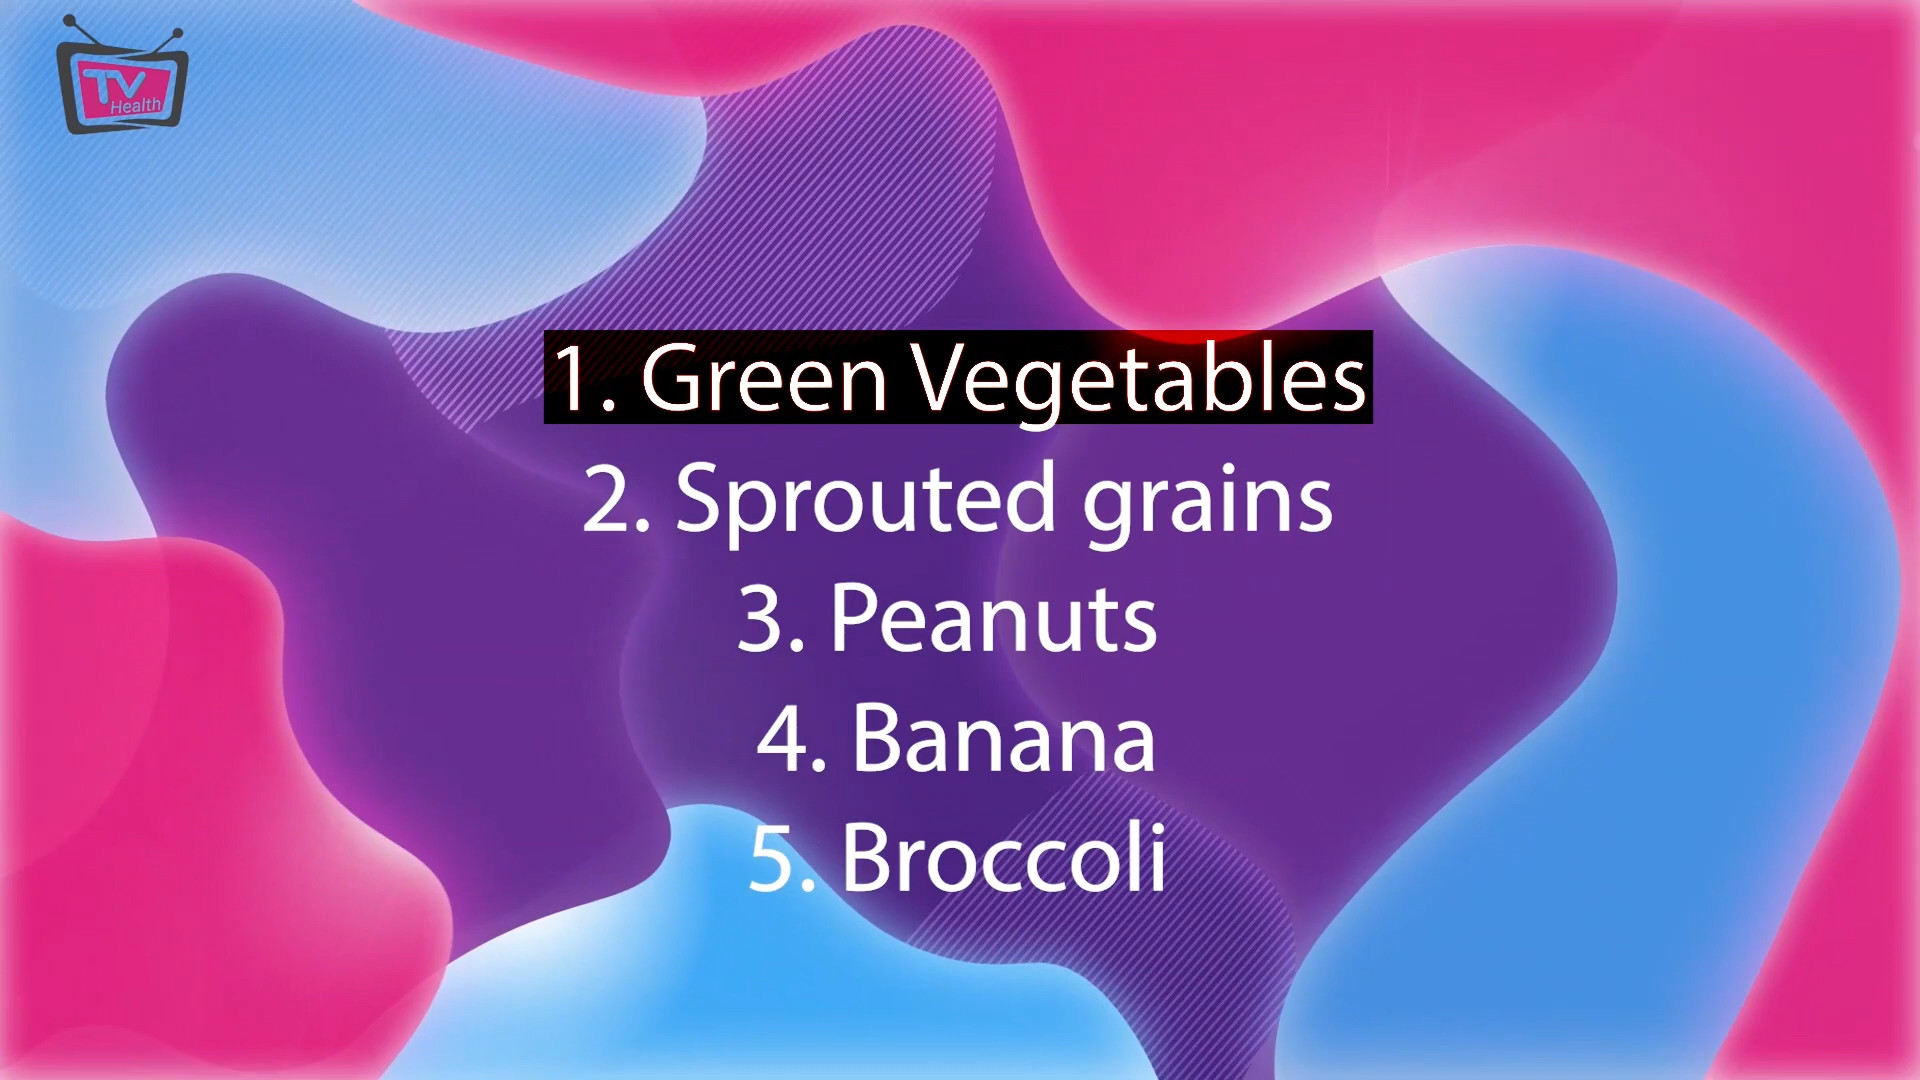 TV
Health
1. Green Vegetables
2. Sprouted grains
3. Peanuts
4. Banana
5. Broccoli